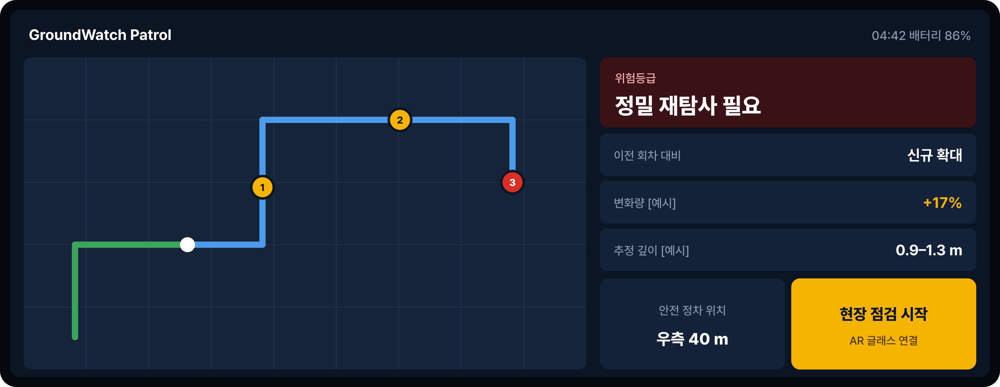 GroundWatch Patrol
04:42 배터리 86%
위험등급
정밀 재탐사 필요
이전 회차 대비
신규 확대
변화량 [예시]
+17%
추정 깊이 [예시]
0.9–1.3 m
안전 정차 위치
우측 40 m
현장 점검 시작
AR 글래스 연결
2
1
3